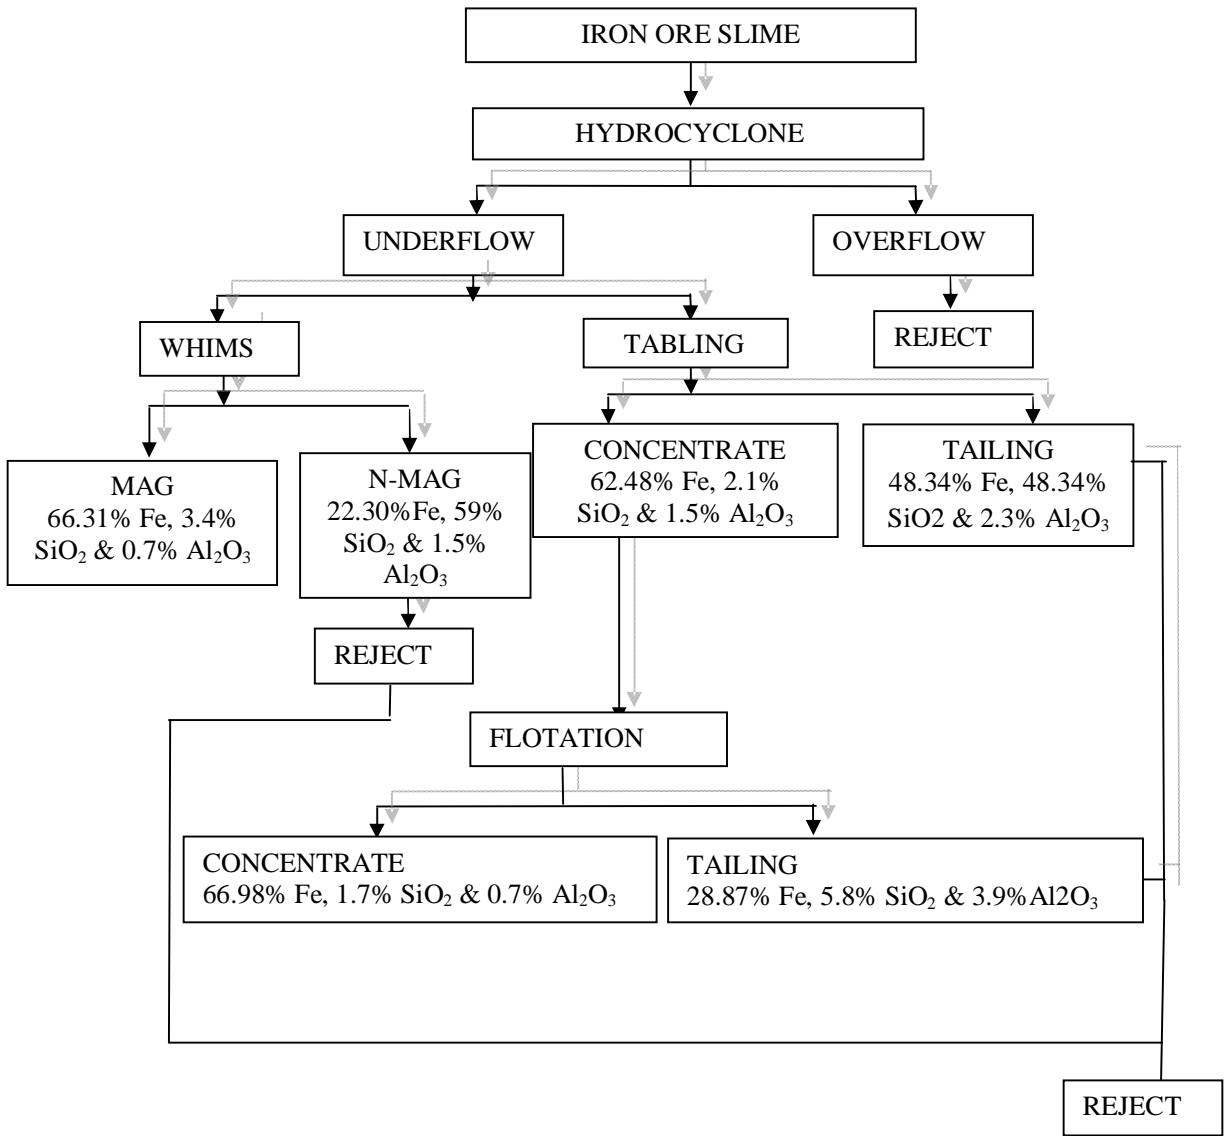 IRON ORE SLIME
HYDROCYCLONE
UNDERFLOW
OVERFLOW
WHIMS
TABLING
REJECT
MAG
66.31% Fe, 3.4%
SiO₂ & 0.7% Al₂O₃
N-MAG
22.30%Fe, 59%
SiO₂ & 1.5%
Al₂O₃
CONCENTRATE
62.48% Fe, 2.1%
SiO₂ & 1.5% Al₂O₃
TAILING
48.34% Fe, 48.34%
SiO2 & 2.3% Al₂O₃
REJECT
FLOTATION
CONCENTRATE
66.98% Fe, 1.7% SiO₂ & 0.7% Al₂O₃
TAILING
28.87% Fe, 5.8% SiO₂ & 3.9%Al2O₃
REJECT